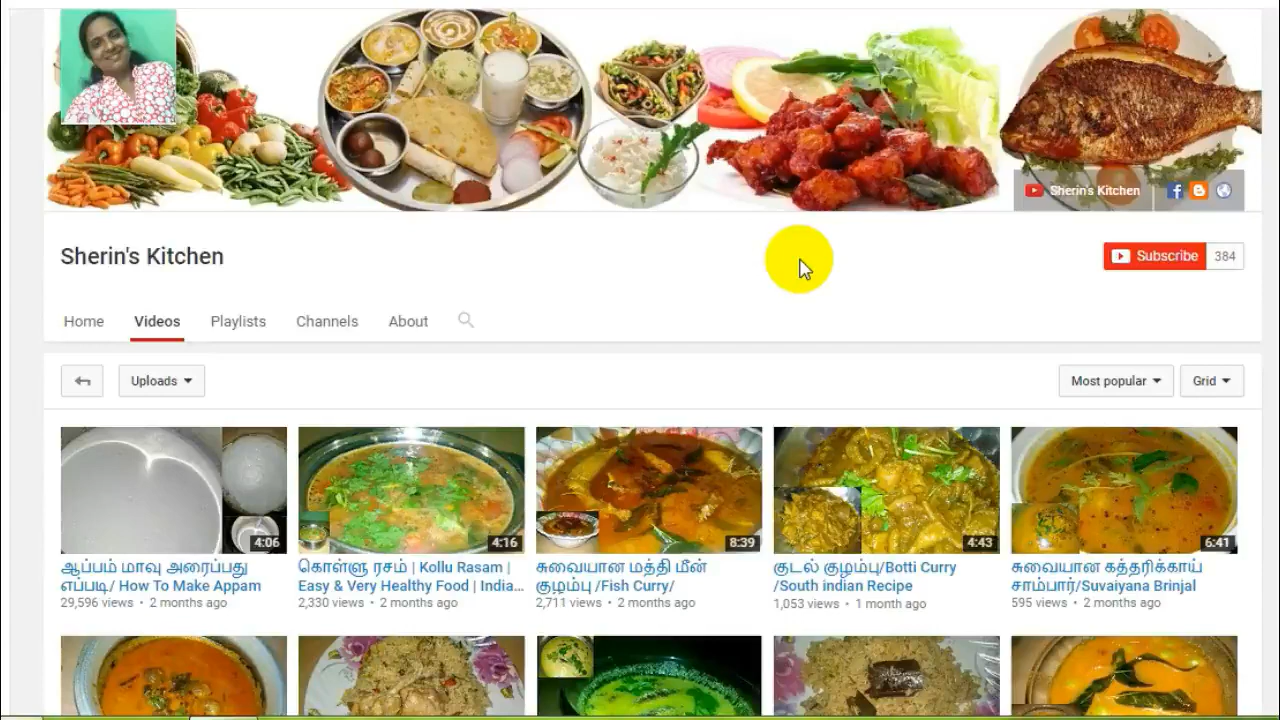 Sherin's Kitchen
Sherin's Kitchen
Subscribe 384
Home Videos Playlists Channels About
Uploads Most popular Grid
4:06 4:16 8:39 4:43 6:41
ஆப்பம் மாவு அரைப்பது
எப்படி/ How To Make Appam
29,596 views • 2 months ago
கொள்ளு ரசம் | Kollu Rasam |
Easy & Very Healthy Food | India...
2,330 views • 2 months ago
சுவையான மத்தி மீன்
குழம்பு /Fish Curry/
2,711 views • 2 months ago
குடல் குழம்பு/Botti Curry
/South indian Recipe
1,053 views • 1 month ago
சுவையான கத்தரிக்காய்
சாம்பார்/Suvaiyana Brinjal
595 views • 2 months ago